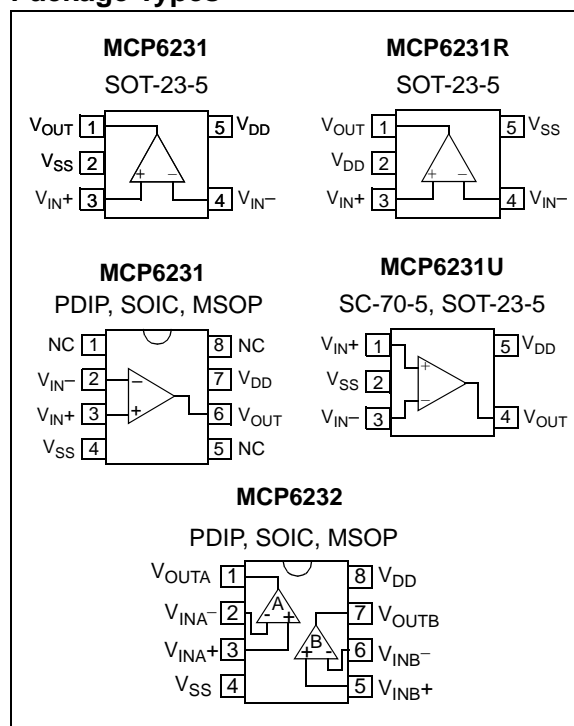 MCP6231
SOT-23-5
VOUT 1 5 VDD
VSS 2
VIN+ 3 4 VIN–
+ –
MCP6231R
SOT-23-5
VOUT 1 5 VSS
VDD 2
VIN+ 3 4 VIN–
+ –
MCP6231
PDIP, SOIC, MSOP
NC 1 8 NC
VIN– 2 – 7 VDD
VIN+ 3 + 6 VOUT
VSS 4 5 NC
MCP6231U
SC-70-5, SOT-23-5
VIN+ 1 5 VDD
+
VSS 2
–
VIN– 3 4 VOUT
MCP6232
PDIP, SOIC, MSOP
VOUTA 1 8 VDD
VINA– 2 - A + 7 VOUTB
VINA+ 3 + B - 6 VINB–
VSS 4 5 VINB+